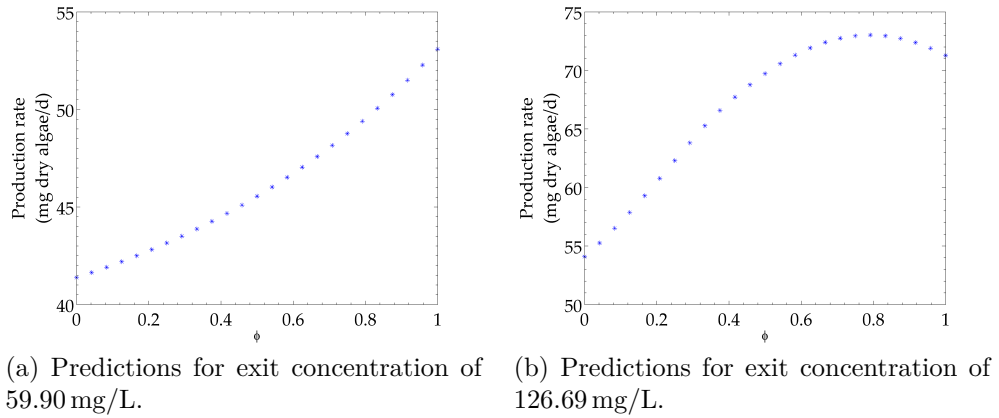 55
50
45
40
Production rate
(mg dry algae/d)
0 0.2 0.4 0.6 0.8 1
ϕ
(a) Predictions for exit concentration of
59.90 mg/L.
75
70
65
60
55
50
Production rate
(mg dry algae/d)
0 0.2 0.4 0.6 0.8 1
ϕ
(b) Predictions for exit concentration of
126.69 mg/L.